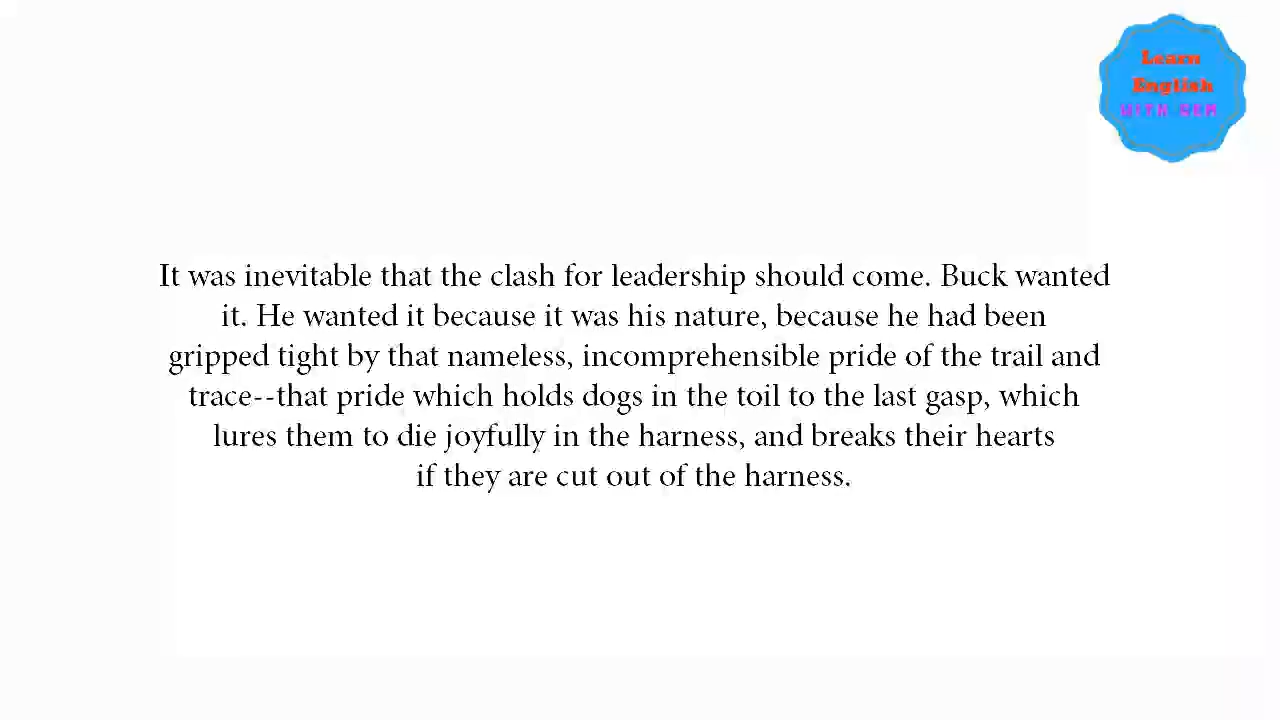 Learn
English
WITH GEM
It was inevitable that the clash for leadership should come. Buck wanted
it. He wanted it because it was his nature, because he had been
gripped tight by that nameless, incomprehensible pride of the trail and
trace--that pride which holds dogs in the toil to the last gasp, which
lures them to die joyfully in the harness, and breaks their hearts
if they are cut out of the harness.